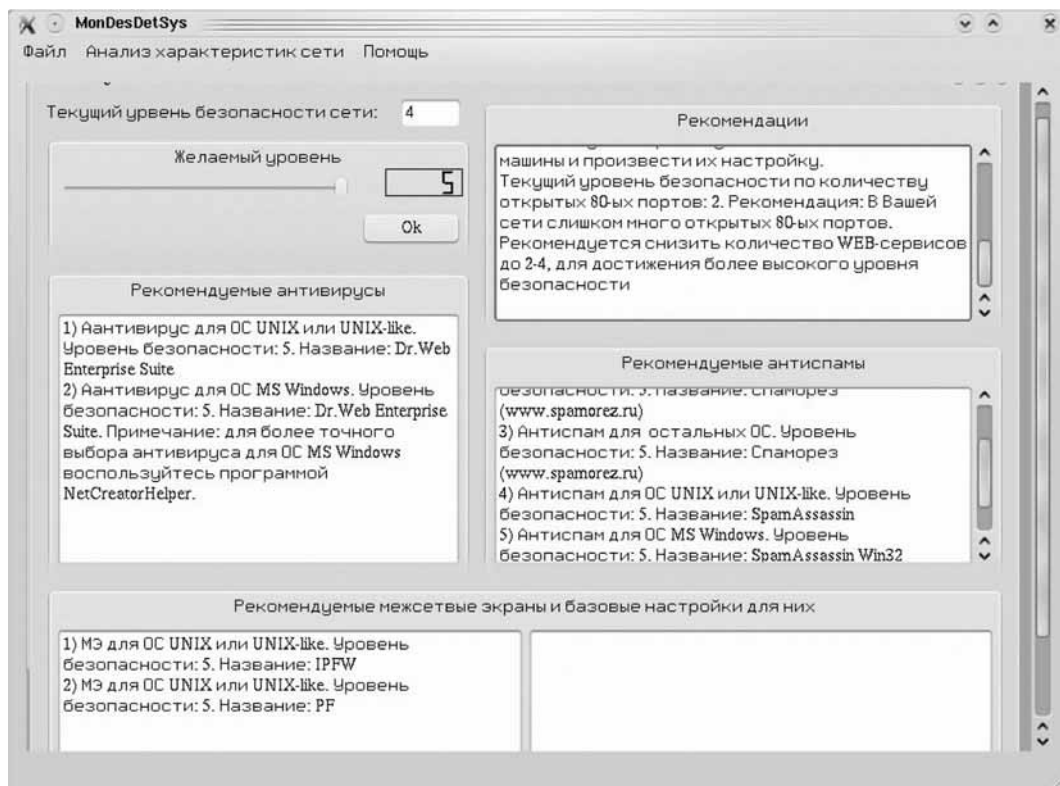 MonDesDetSys
Файл Анализ характеристик сети Помощь
Текущий урвень безопасности сети: 4
Желаемый уровень
5
Ok
Рекомендуемые антивирусы
1) Аантивирус для ОС UNIX или UNIX-like.
Уровень безопасности: 5. Название: Dr.Web
Enterprise Suite
2) Аантивирус для ОС MS Windows. Уровень
безопасности: 5. Название: Dr.Web Enterprise
Suite. Примечание: для более точного
выбора антивируса для ОС MS Windows
воспользуйтесь программой
NetCreatorHelper.
Рекомендации
машины и произвести их настройку.
Текущий уровень безопасности по количеству
открытых 80-ых портов: 2. Рекомендация: В Вашей
сети слишком много открытых 80-ых портов.
Рекомендуется снизить количество WEB-сервисов
до 2-4, для достижения более высокого уровня
безопасности
Рекомендуемые антиспамы
безопасности: 5. Название: Спаморез
(www.spamorez.ru)
3) Антиспам для остальных ОС. Уровень
безопасности: 5. Название: Спаморез
(www.spamorez.ru)
4) Антиспам для ОС UNIX или UNIX-like. Уровень
безопасности: 5. Название: SpamAssassin
5) Антиспам для ОС MS Windows. Уровень
безопасности: 5. Название: SpamAssassin Win32
Рекомендуемые межсетвые экраны и базовые настройки для них
1) МЭ для ОС UNIX или UNIX-like. Уровень
безопасности: 5. Название: IPFW
2) МЭ для ОС UNIX или UNIX-like. Уровень
безопасности: 5. Название: PF